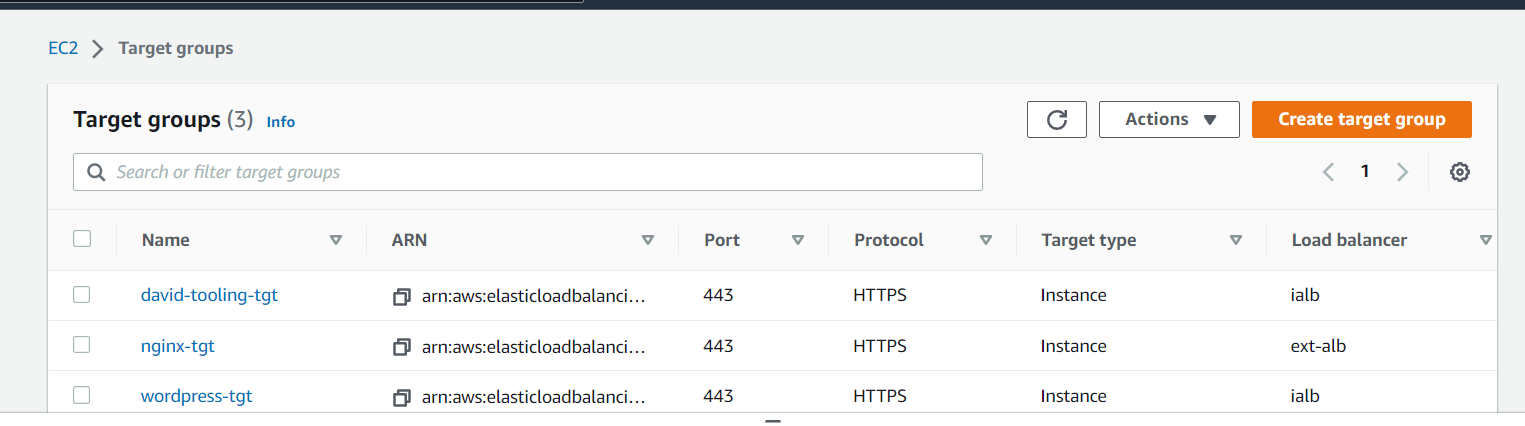 EC2 > Target groups
Target groups (3) Info Actions Create target group
Search or filter target groups 1
Name ARN Port Protocol Target type Load balancer
david-tooling-tgt arn:aws:elasticloadbalanci... 443 HTTPS Instance ialb
nginx-tgt arn:aws:elasticloadbalanci... 443 HTTPS Instance ext-alb
wordpress-tgt arn:aws:elasticloadbalanci... 443 HTTPS Instance ialb